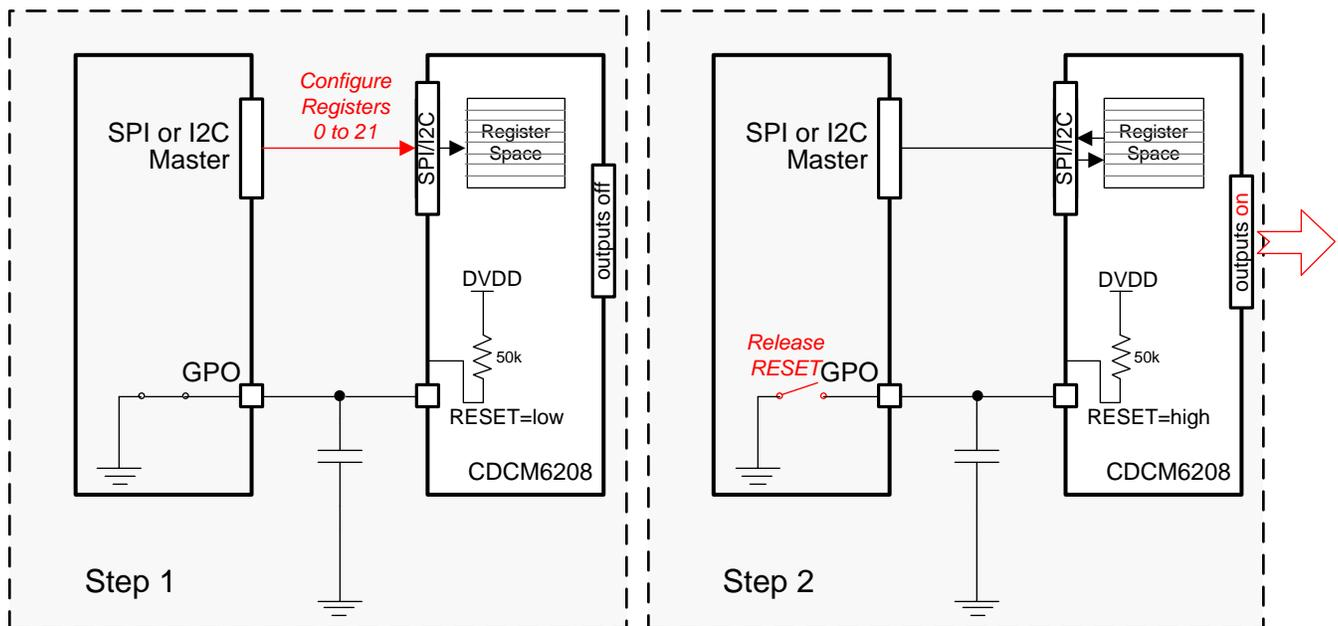 Configure
Registers
0 to 21
SPI or I2C
Master
SPI/I2C
Register
Space
outputs off
DVDD
50k
GPO
RESET=low
CDCM6208
Step 1
SPI or I2C
Master
SPI/I2C
Register
Space
outputs on
DVDD
50k
Release
RESET
GPO
RESET=high
CDCM6208
Step 2